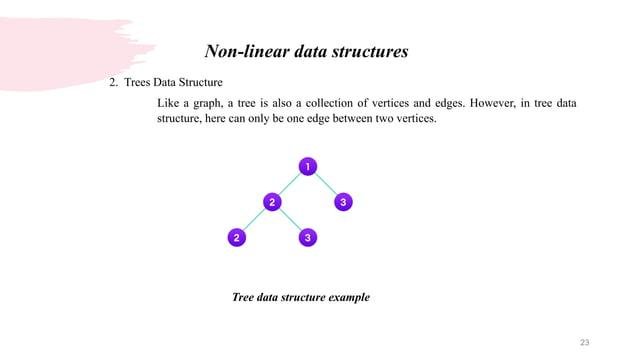 Non-linear data structures
2. Trees Data Structure
Like a graph, a tree is also a collection of vertices and edges. However, in tree data
structure, here can only be one edge between two vertices.
1
2 3
2 3
Tree data structure example
23